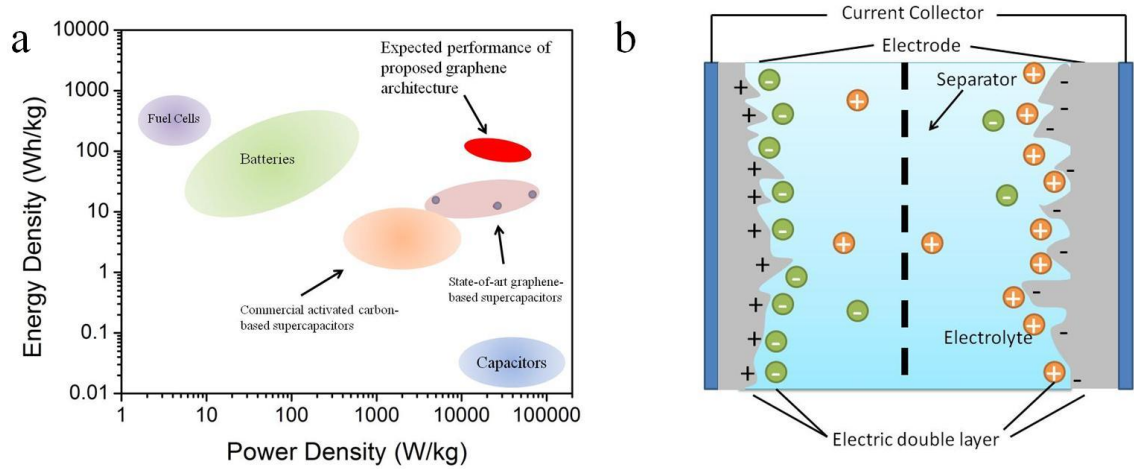 a
10000
1000
100
10
1
0.1
0.01
Energy Density (Wh/kg)
Fuel Cells
Batteries
Expected performance of
proposed graphene
architecture
State-of-art graphene-
based supercapacitors
Commercial activated carbon-
based supercapacitors
Capacitors
1
10
100
1000
10000
100000
Power Density (W/kg)
b
Current Collector
Electrode
Separator
Electrolyte
Electric double layer